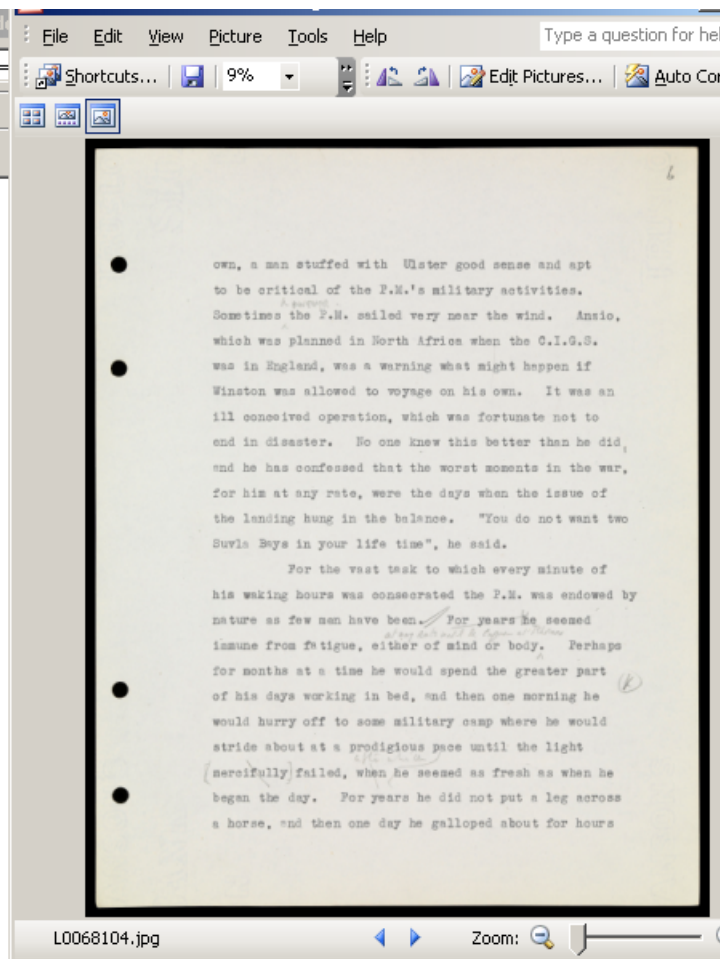 File Edit View Picture Tools Help Type a question for hel
Shortcuts... 9% Edit Pictures... Auto Cor
6
own, a man stuffed with Ulster good sense and apt
to be critical of the P.M.'s military activities.
however
Sometimes the P.M. sailed very near the wind. Anzio,
which was planned in North Africa when the C.I.G.S.
was in England, was a warning what might happen if
Winston was allowed to voyage on his own. It was an
ill conceived operation, which was fortunate not to
end in disaster. No one knew this better than he did,
and he has confessed that the worst moments in the war,
for him at any rate, were the days when the issue of
the landing hung in the balance. "You do not want two
Suvla Bays in your life time", he said.
For the vast task to which every minute of
his waking hours was consecrated the P.M. was endowed by
nature as few men have been. For years he seemed
at any rate until the
immune from fatigue, either of mind or body. Perhaps
for months at a time he would spend the greater part
of his days working in bed, and then one morning he
would hurry off to some military camp where he would
stride about at a prodigious pace until the light
(mercifully) failed, when he seemed as fresh as when he
began the day. For years he did not put a leg across
a horse, and then one day he galloped about for hours
L0068104.jpg Zoom: